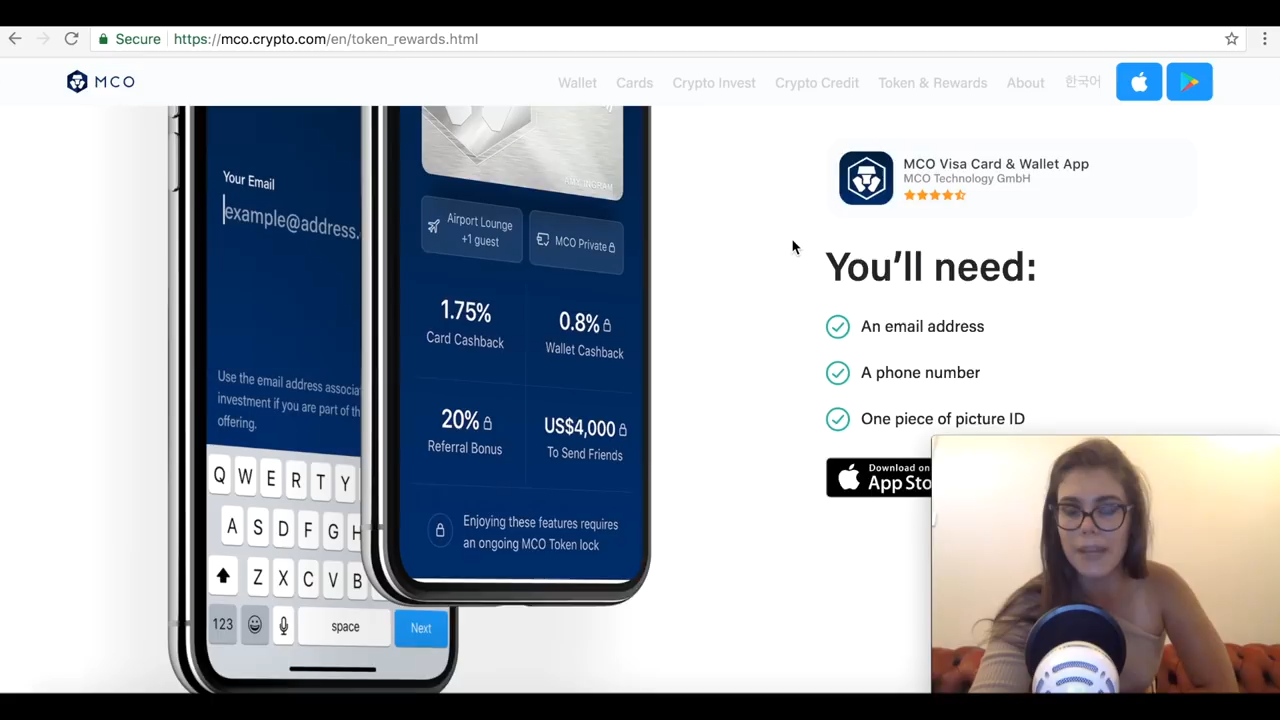 Secure https://mco.crypto.com/en/token_rewards.html
MCO Wallet Cards Crypto Invest Crypto Credit Token & Rewards About 한국어
Your Email
example@address.
Use the email address
investment if you are part of
offering.
Q W E R T Y
A S D F G H
Z X C V B
123 space Next
AMY INGRAM
Airport Lounge
+1 guest
MCO Private
1.75%
Card Cashback
0.8%
Wallet Cashback
20%
Referral Bonus
US$4,000
To Send Friends
Enjoying these features requires
an ongoing MCO Token lock
MCO Visa Card & Wallet App
MCO Technology GmbH
You'll need:
An email address
A phone number
One piece of picture ID
Download on
App Sto